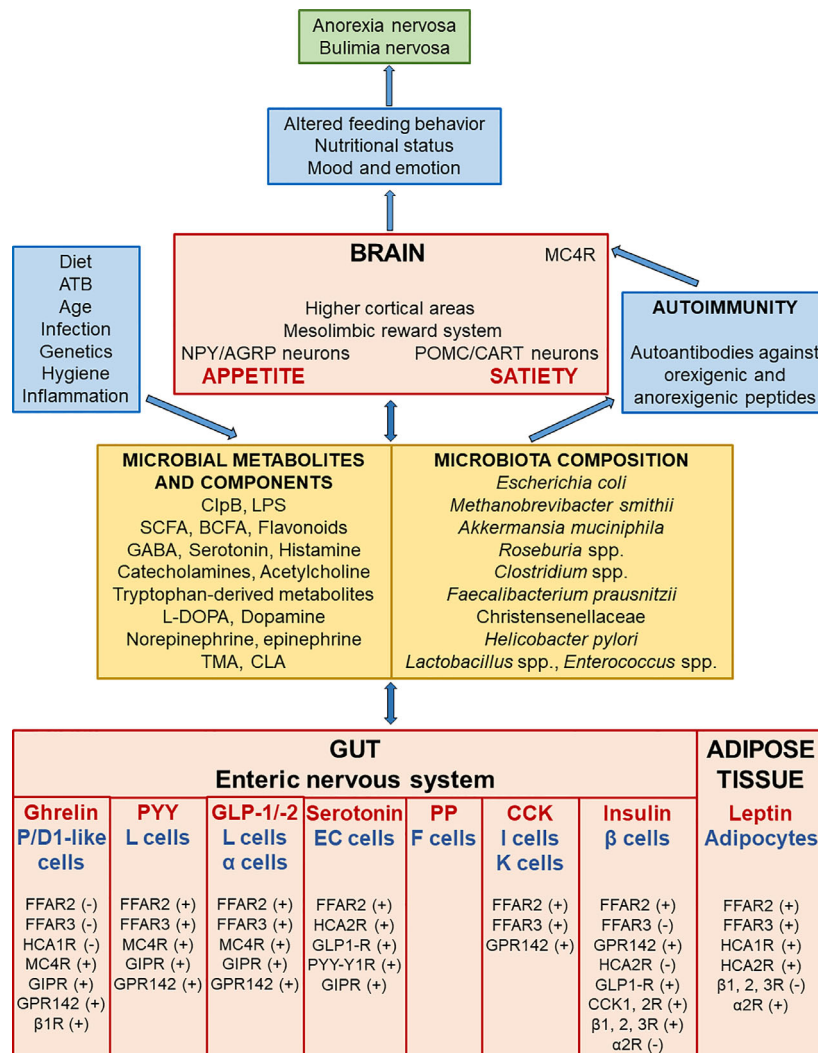 Anorexia nervosa
Bulimia nervosa
Altered feeding behavior
Nutritional status
Mood and emotion
BRAIN
MC4R
Higher cortical areas
Mesolimbic reward system
NPY/AGRP neurons
APPETITE
POMC/CART neurons
SATIETY
Diet
ATB
Age
Infection
Genetics
Hygiene
Inflammation
AUTOIMMUNITY
Autoantibodies against
orexigenic and
anorexigenic peptides
MICROBIAL METABOLITES
AND COMPONENTS
ClpB, LPS
SCFA, BCFA, Flavonoids
GABA, Serotonin, Histamine
Catecholamines, Acetylcholine
Tryptophan-derived metabolites
L-DOPA, Dopamine
Norepinephrine, epinephrine
TMA, CLA
MICROBIOTA COMPOSITION
Escherichia coli
Methanobrevibacter smithii
Akkermansia muciniphila
Roseburia spp.
Clostridium spp.
Faecalibacterium prausnitzii
Christensenellaceae
Helicobacter pylori
Lactobacillus spp., Enterococcus spp.
GUT
Enteric nervous system
ADIPOSE
TISSUE
Ghrelin
P/D1-like
cells
FFAR2 (-)
FFAR3 (-)
HCA1R (-)
MC4R (+)
GIPR (+)
GPR142 (+)
β1R (+)
PYY
L cells
FFAR2 (+)
FFAR3 (+)
MC4R (+)
GIPR (+)
GPR142 (+)
GLP-1/-2
L cells
α cells
FFAR2 (+)
FFAR3 (+)
MC4R (+)
GIPR (+)
GPR142 (+)
Serotonin
EC cells
FFAR2 (+)
HCA2R (+)
GLP1-R (+)
PYY-Y1R(+)
GIPR (+)
PP
F cells
CCK
I cells
K cells
FFAR2 (+)
FFAR3 (+)
GPR142 (+)
Insulin
β cells
FFAR2 (+)
FFAR3 (-)
GPR142 (+)
HCA2R (-)
GLP1-R (+)
CCK1, 2R (+)
β1, 2, 3R (+)
α2R (-)
Leptin
Adipocytes
FFAR2 (+)
FFAR3 (+)
HCA1R (+)
HCA2R (+)
β1, 2, 3R (-)
α2R (+)